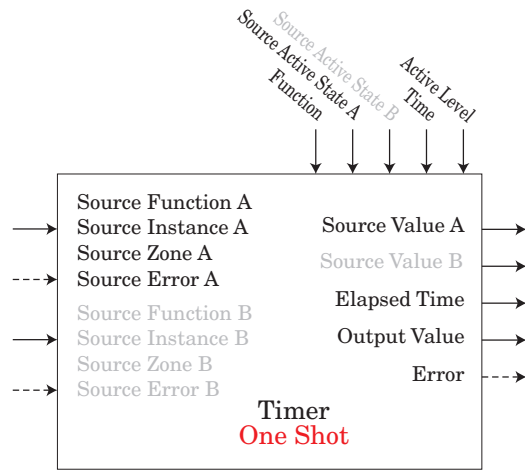 Function
Source Active State A
Source Active State B
Time
Active Level
Source Function A
Source Instance A
Source Zone A
Source Error A
Source Function B
Source Instance B
Source Zone B
Source Error B
Source Value A
Source Value B
Elapsed Time
Output Value
Error
Timer
One Shot